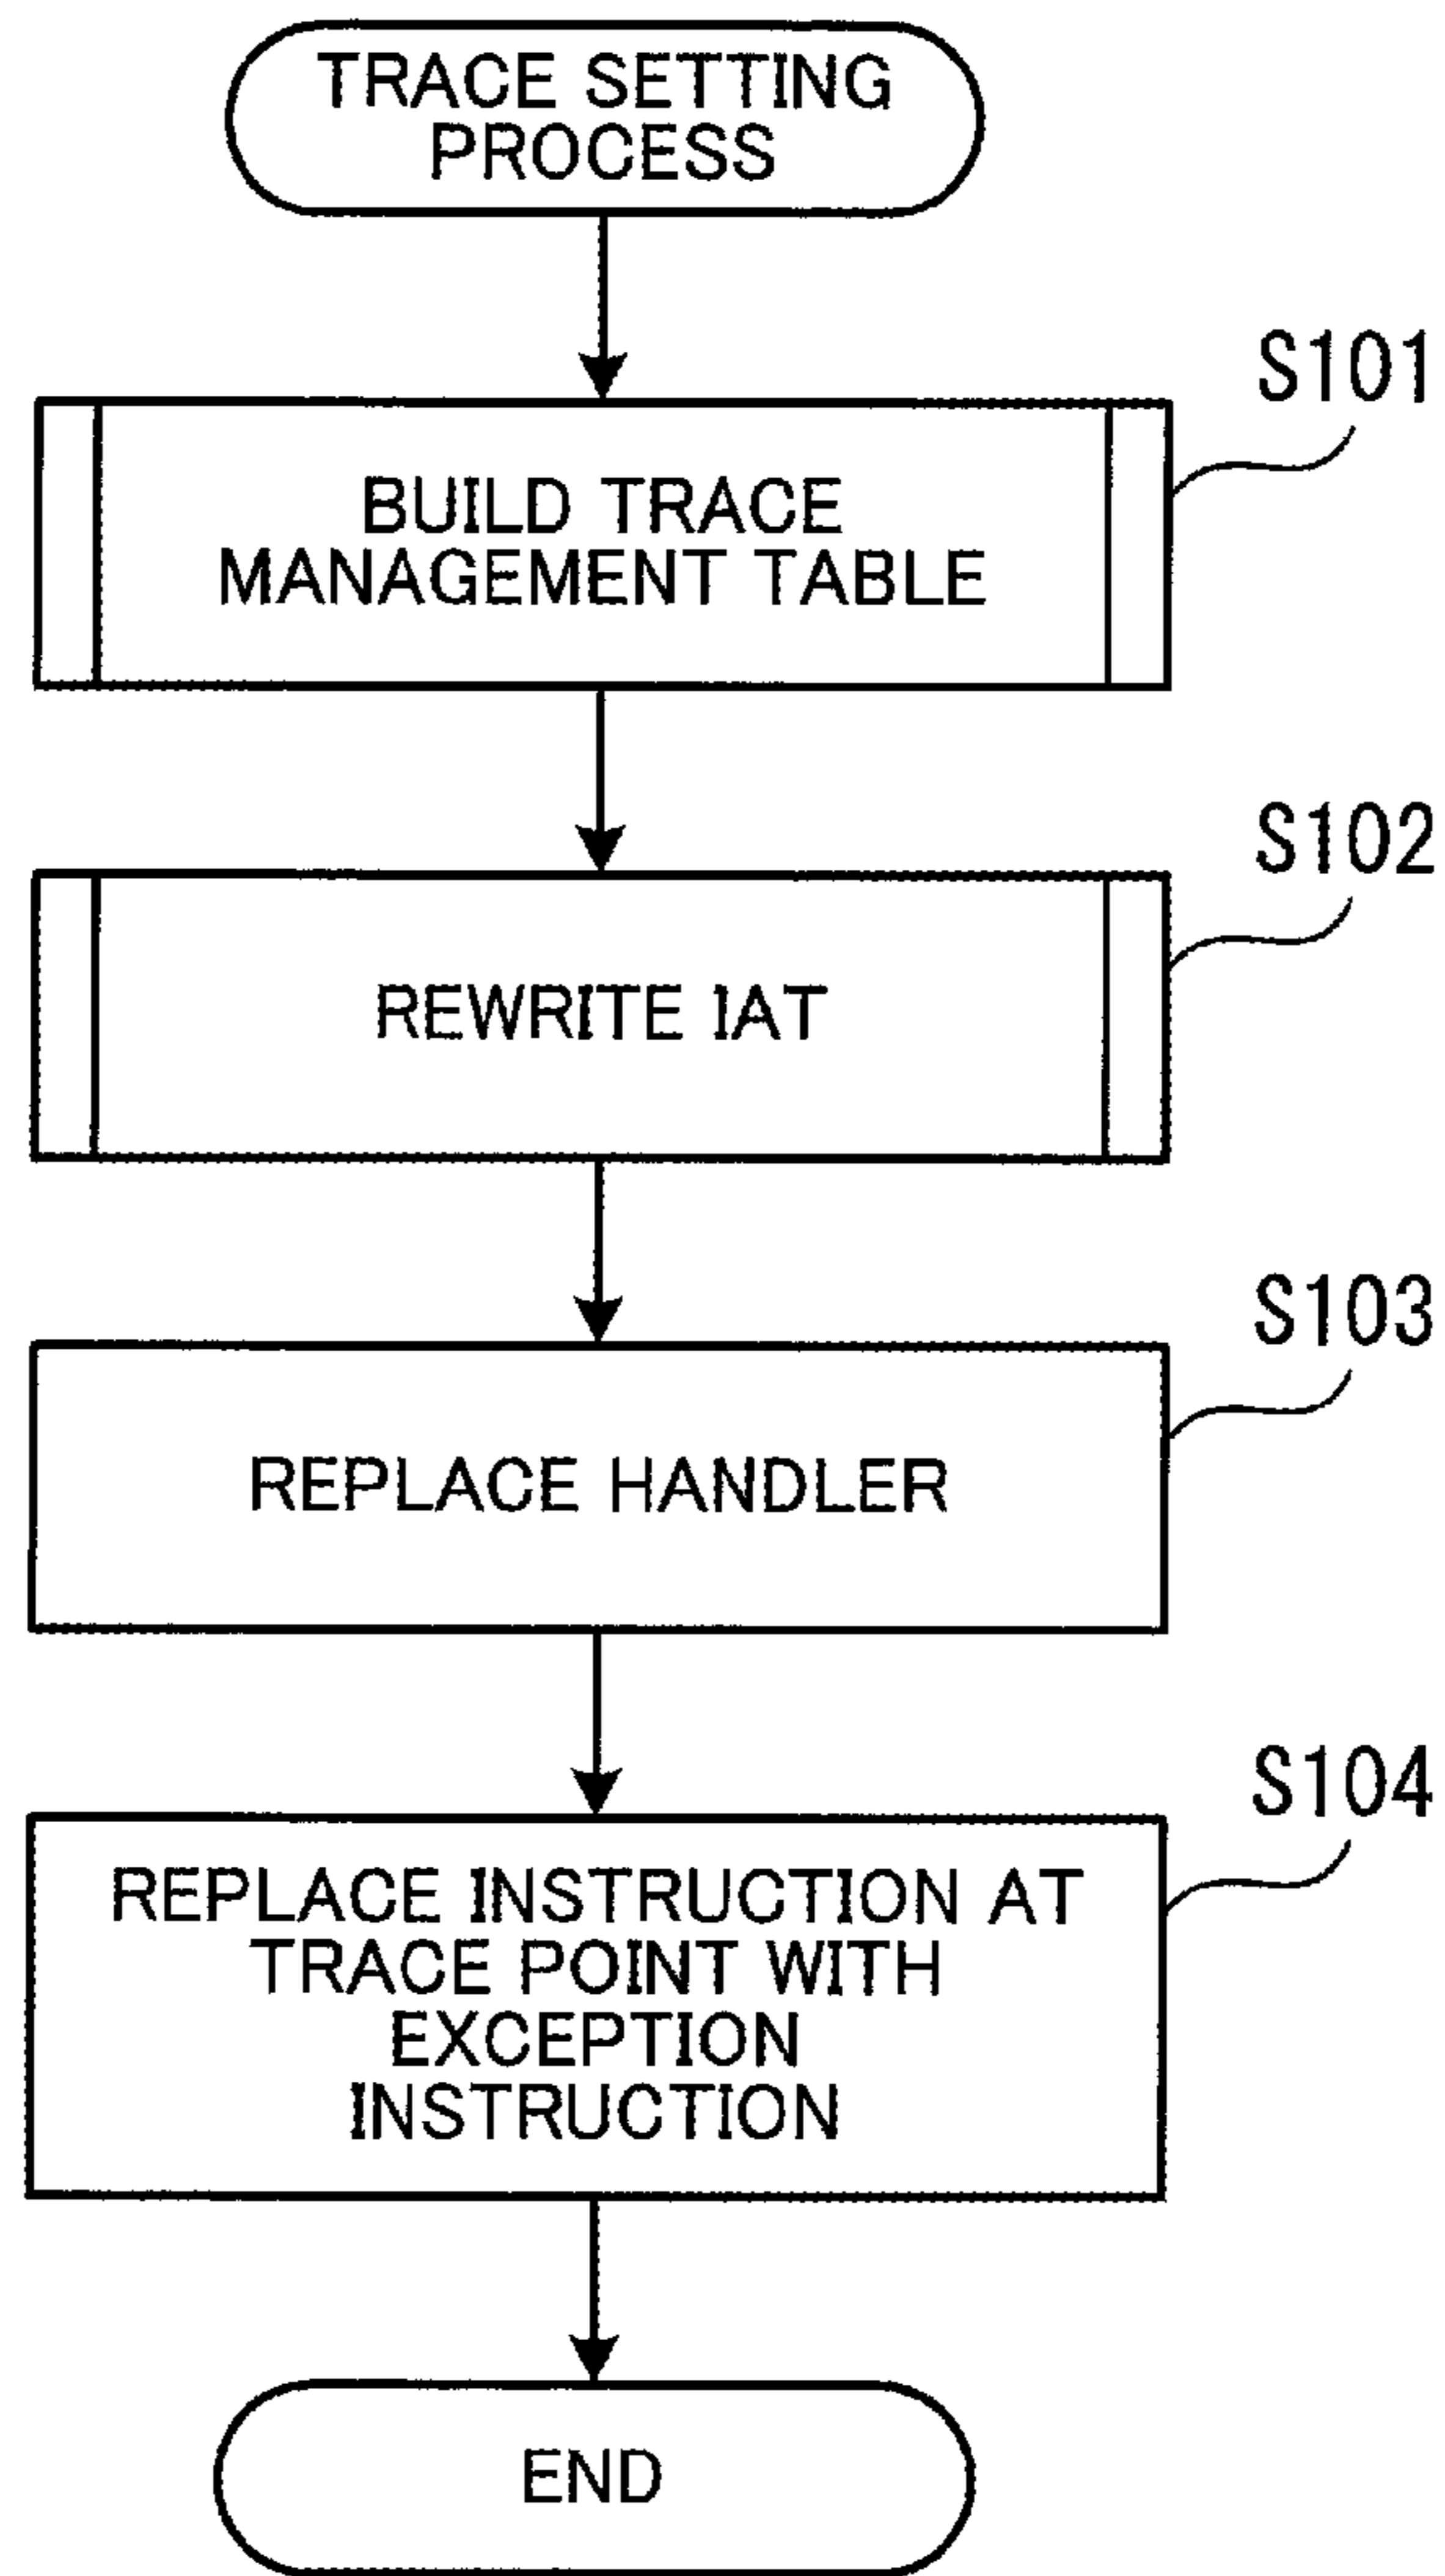 TRACE SETTING
PROCESS
S101
BUILD TRACE
MANAGEMENT TABLE
S102
REWRITE IAT
S103
REPLACE HANDLER
S104
REPLACE INSTRUCTION AT
TRACE POINT WITH
EXCEPTION
INSTRUCTION
END